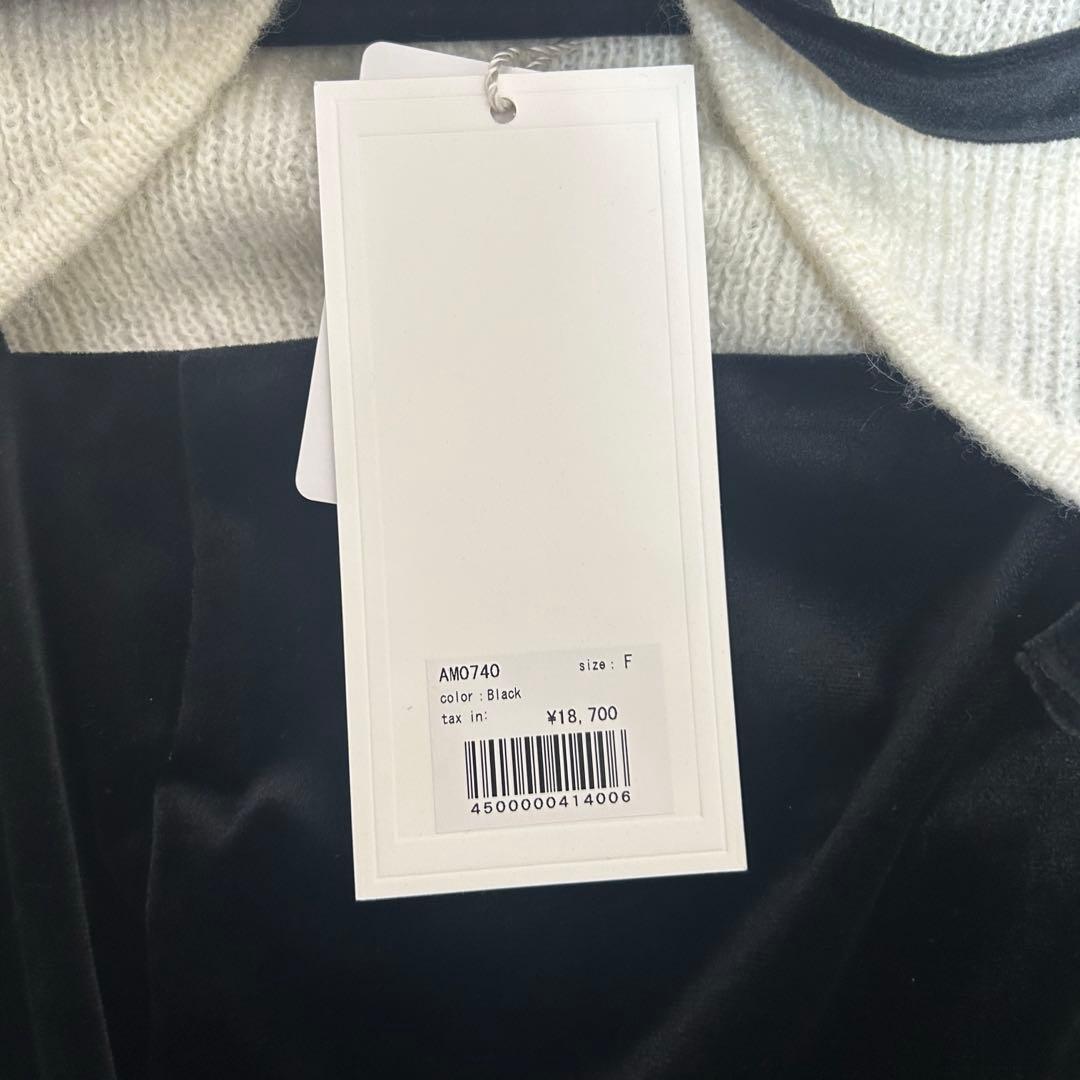 AM0740 size : F
color : Black
tax in: ¥18,700
4500000414006